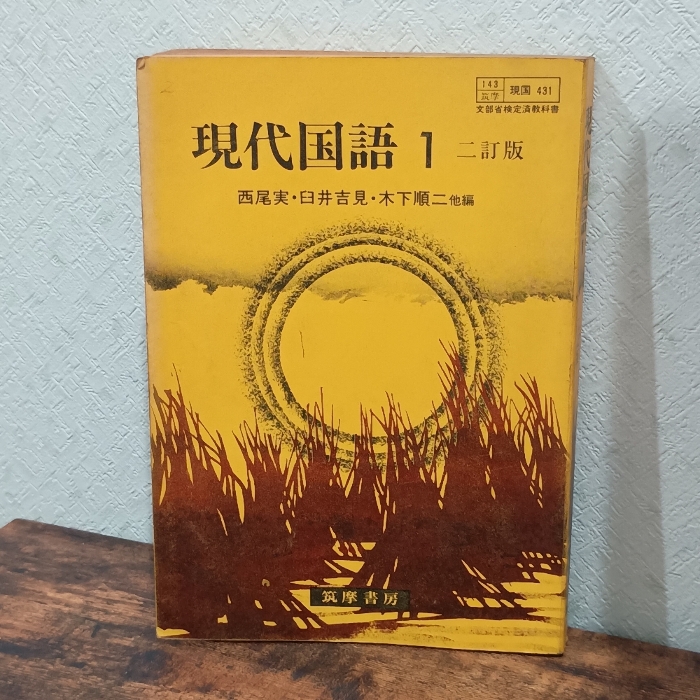 143 現国 431
筑摩
文部省検定済教科書
現代国語 1 二訂版
西尾実・臼井吉見・木下順二他編
筑摩書房